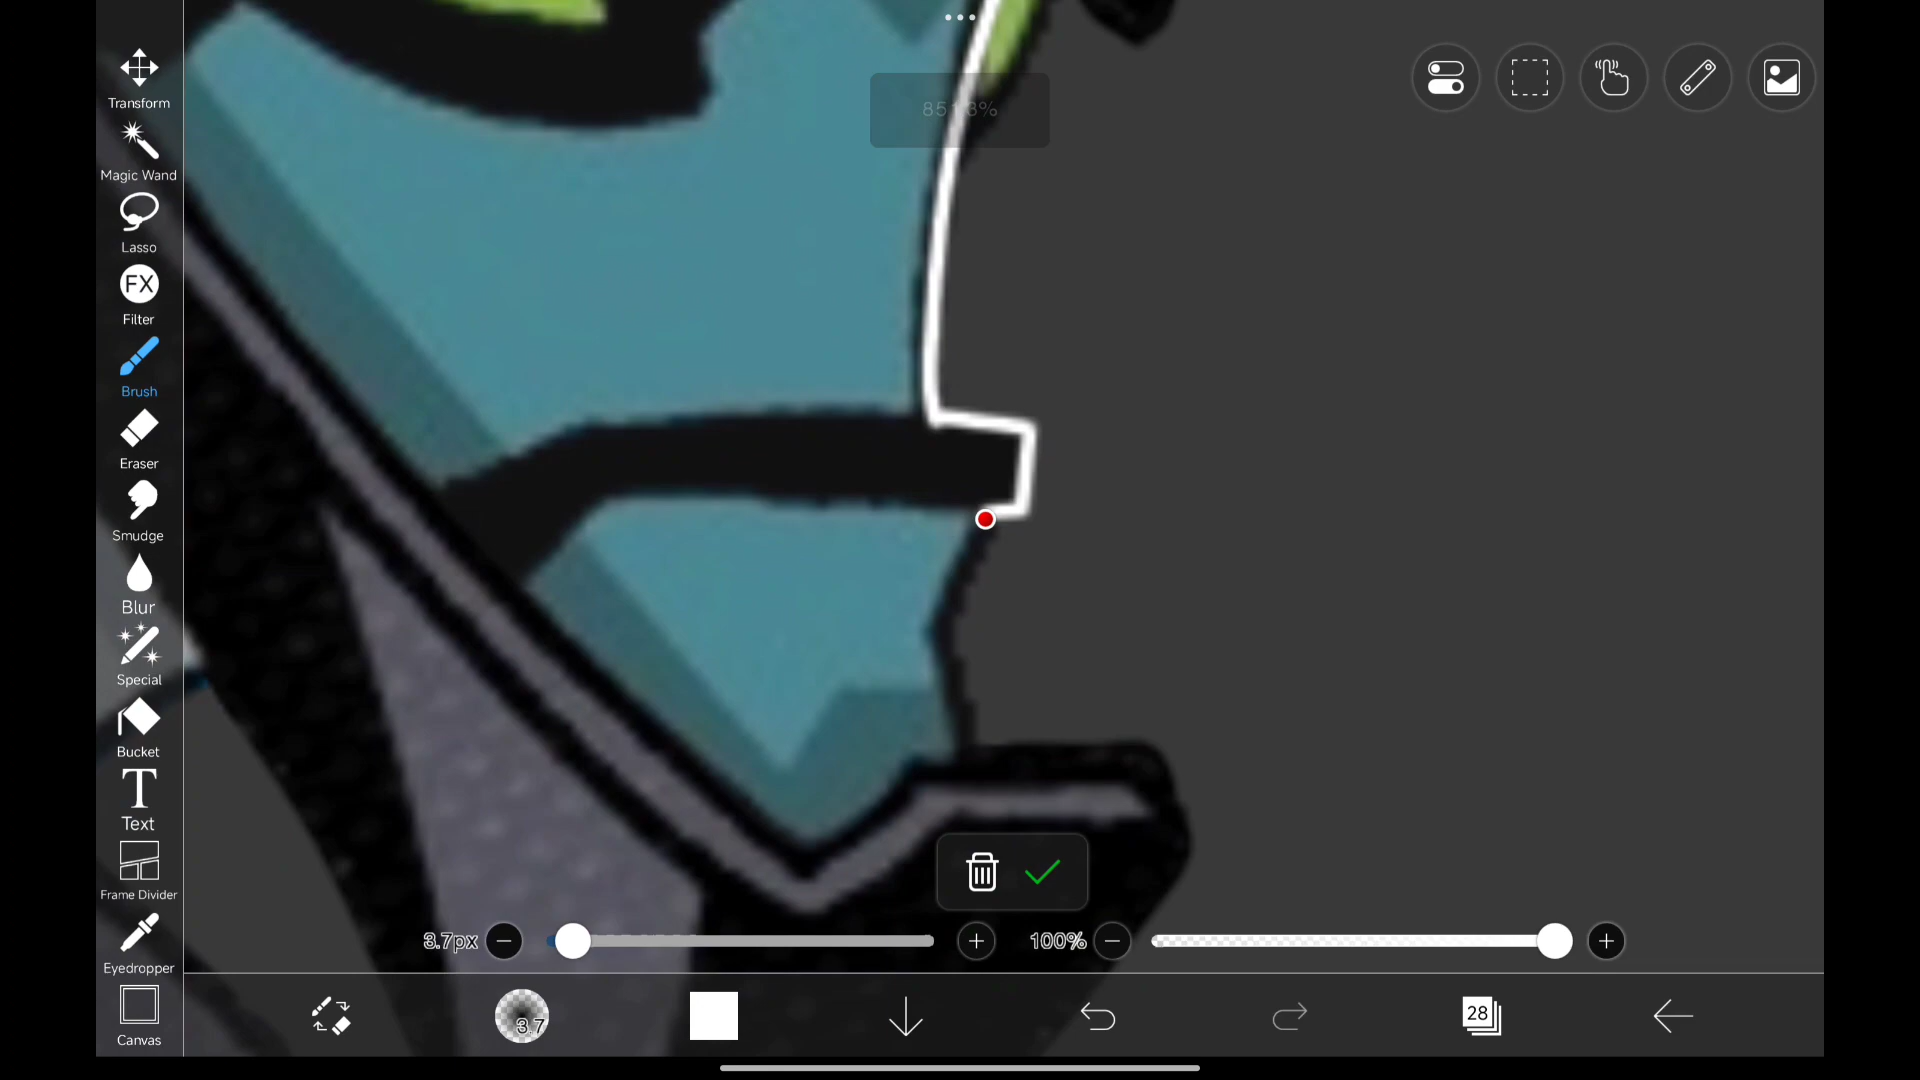 Transform
Magic Wand
Lasso
FX
Filter
Brush
Eraser
Smudge
Blur
Special
Bucket
T
Text
Frame Divider
Eyedropper
Canvas
3.7px
100%
3.7
28